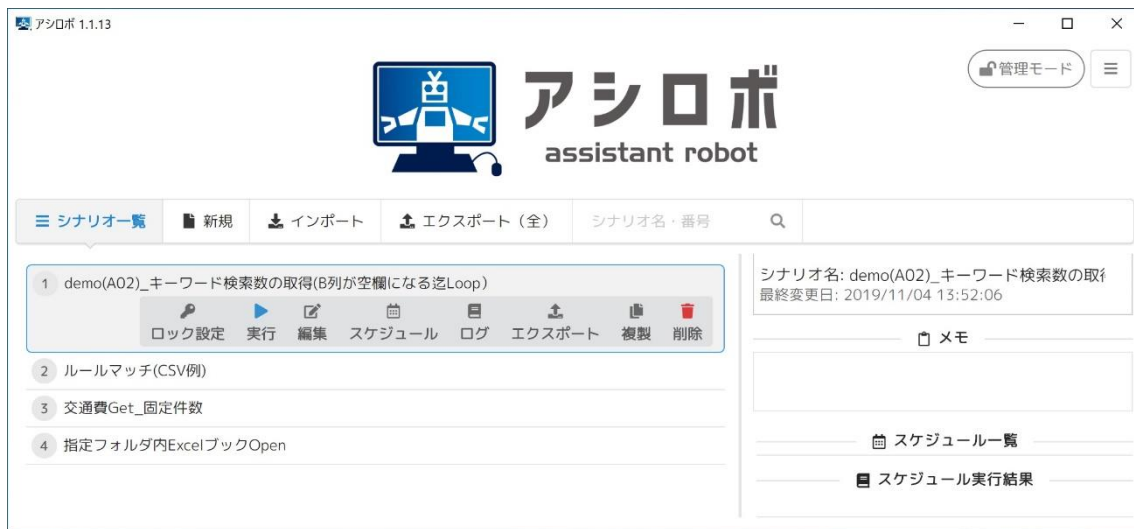 アシロボ 1.1.13
管理モード
アシロボ
assistant robot
シナリオ一覧 新規 インポート エクスポート（全） シナリオ名・番号
1 demo(A02)_キーワード検索数の取得(B列が空欄になる迄Loop)
ロック設定 実行 編集 スケジュール ログ エクスポート 複製 削除
2 ルールマッチ(CSV例)
3 交通費Get_固定件数
4 指定フォルダ内ExcelブックOpen
シナリオ名: demo(A02)_キーワード検索数の取
最終変更日: 2019/11/04 13:52:06
メモ
スケジュール一覧
スケジュール実行結果